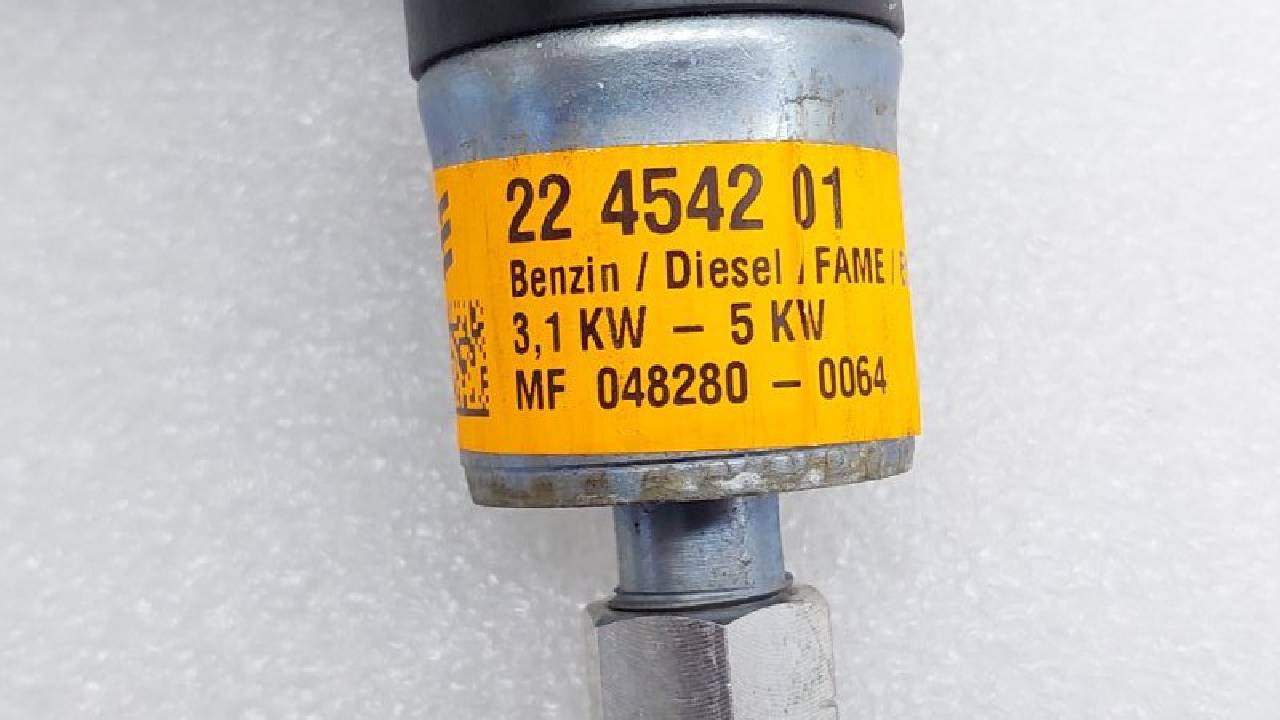 22 4542 01
Benzin / Diesel / FAME /
3,1 KW – 5 KW
MF 048280 – 0064